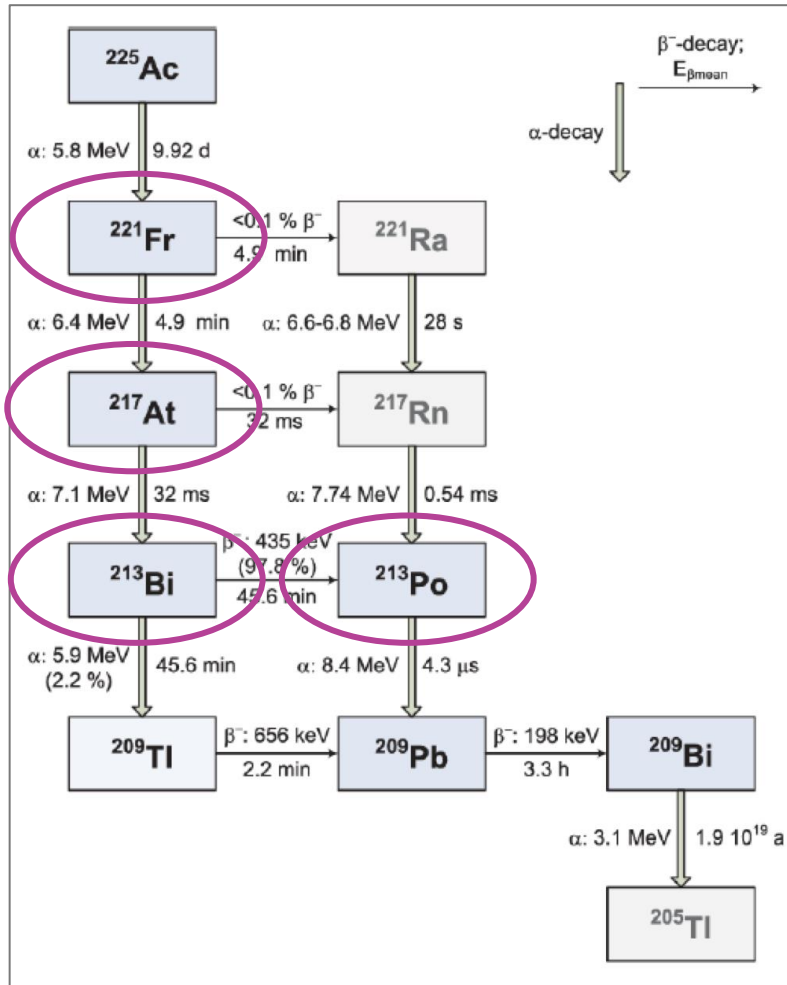 ²²⁵Ac
β⁻-decay;
E_βmean
α-decay
α: 5.8 MeV 9.92 d
²²¹Fr
<0.1 % β⁻
4.9 min
²²¹Ra
α: 6.4 MeV 4.9 min
α: 6.6-6.8 MeV 28 s
²¹⁷At
<0.1 % β⁻
32 ms
²¹⁷Rn
α: 7.1 MeV 32 ms
α: 7.74 MeV 0.54 ms
²¹³Bi
β⁻: 435 keV
(97.8 %)
45.6 min
²¹³Po
α: 5.9 MeV
(2.2 %)
45.6 min
α: 8.4 MeV 4.3 μs
²⁰⁹Tl
β⁻: 656 keV
2.2 min
²⁰⁹Pb
β⁻: 198 keV
3.3 h
²⁰⁹Bi
α: 3.1 MeV 1.9 10¹⁹ a
²⁰⁵Tl